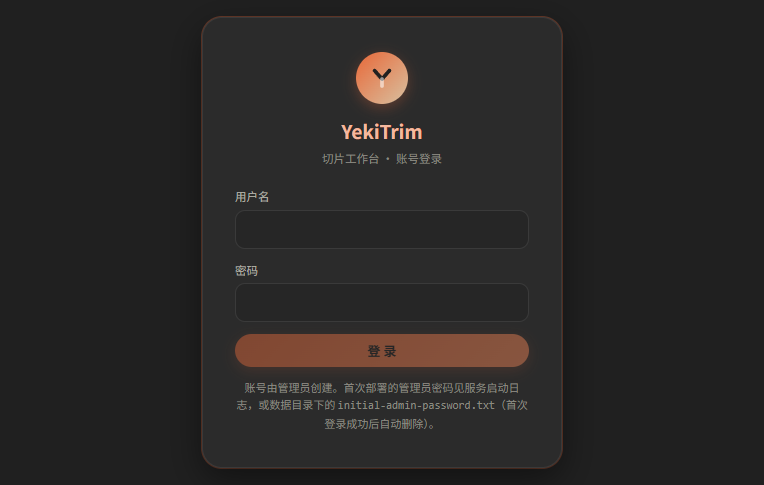 YekiTrim
切片工作台 · 账号登录
用户名
密码
登录
账号由管理员创建。首次部署的管理员密码见服务启动日
志，或数据目录下的 initial-admin-password.txt（首次
登录成功后自动删除）。